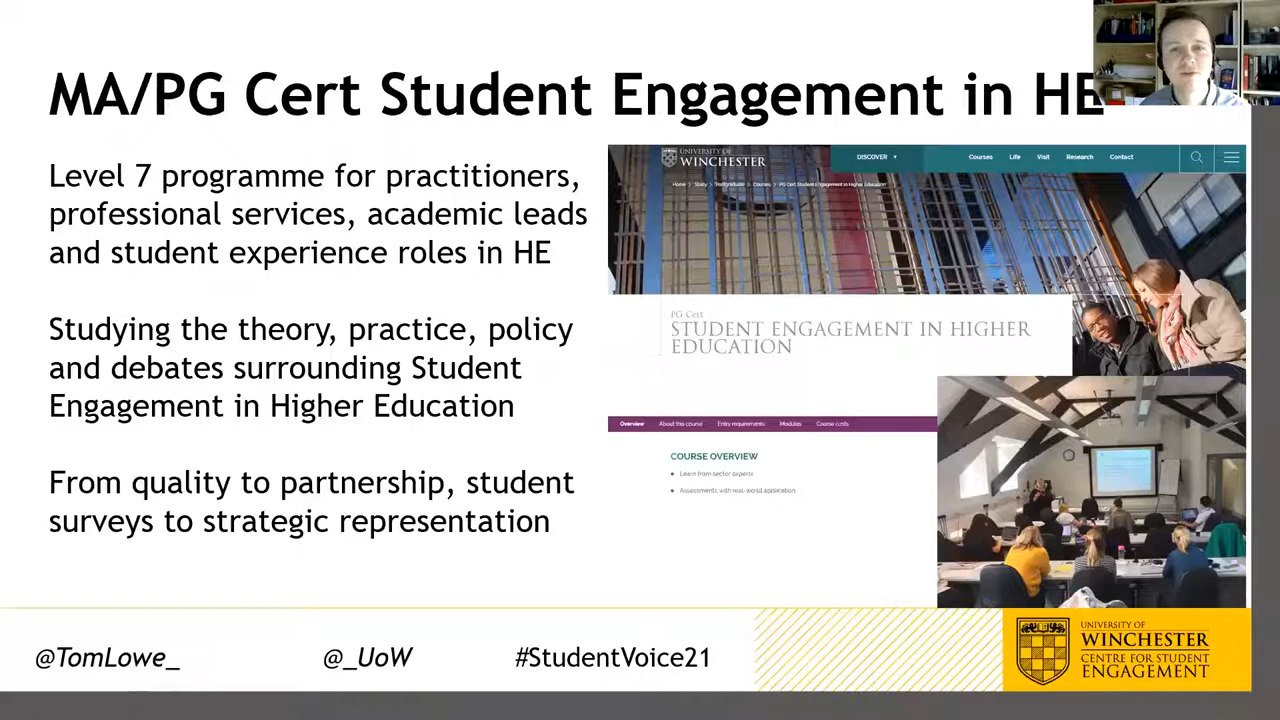 MA/PG Cert Student Engagement in HE
Level 7 programme for practitioners,
professional services, academic leads
and student experience roles in HE
Studying the theory, practice, policy
and debates surrounding Student
Engagement in Higher Education
From quality to partnership, student
surveys to strategic representation
UNIVERSITY OF
WINCHESTER
DISCOVER
Courses Life Visit Research Contact
Home > Study > Postgraduate > Courses > PG Cert Student Engagement in Higher Education
PG Cert
STUDENT ENGAGEMENT IN HIGHER
EDUCATION
Overview About this course Entry requirements Modules Course costs
COURSE OVERVIEW
Learn from sector experts
Assessments with real-world application
@TomLowe_ @_UoW #StudentVoice21
UNIVERSITY OF
WINCHESTER
CENTRE FOR STUDENT
ENGAGEMENT